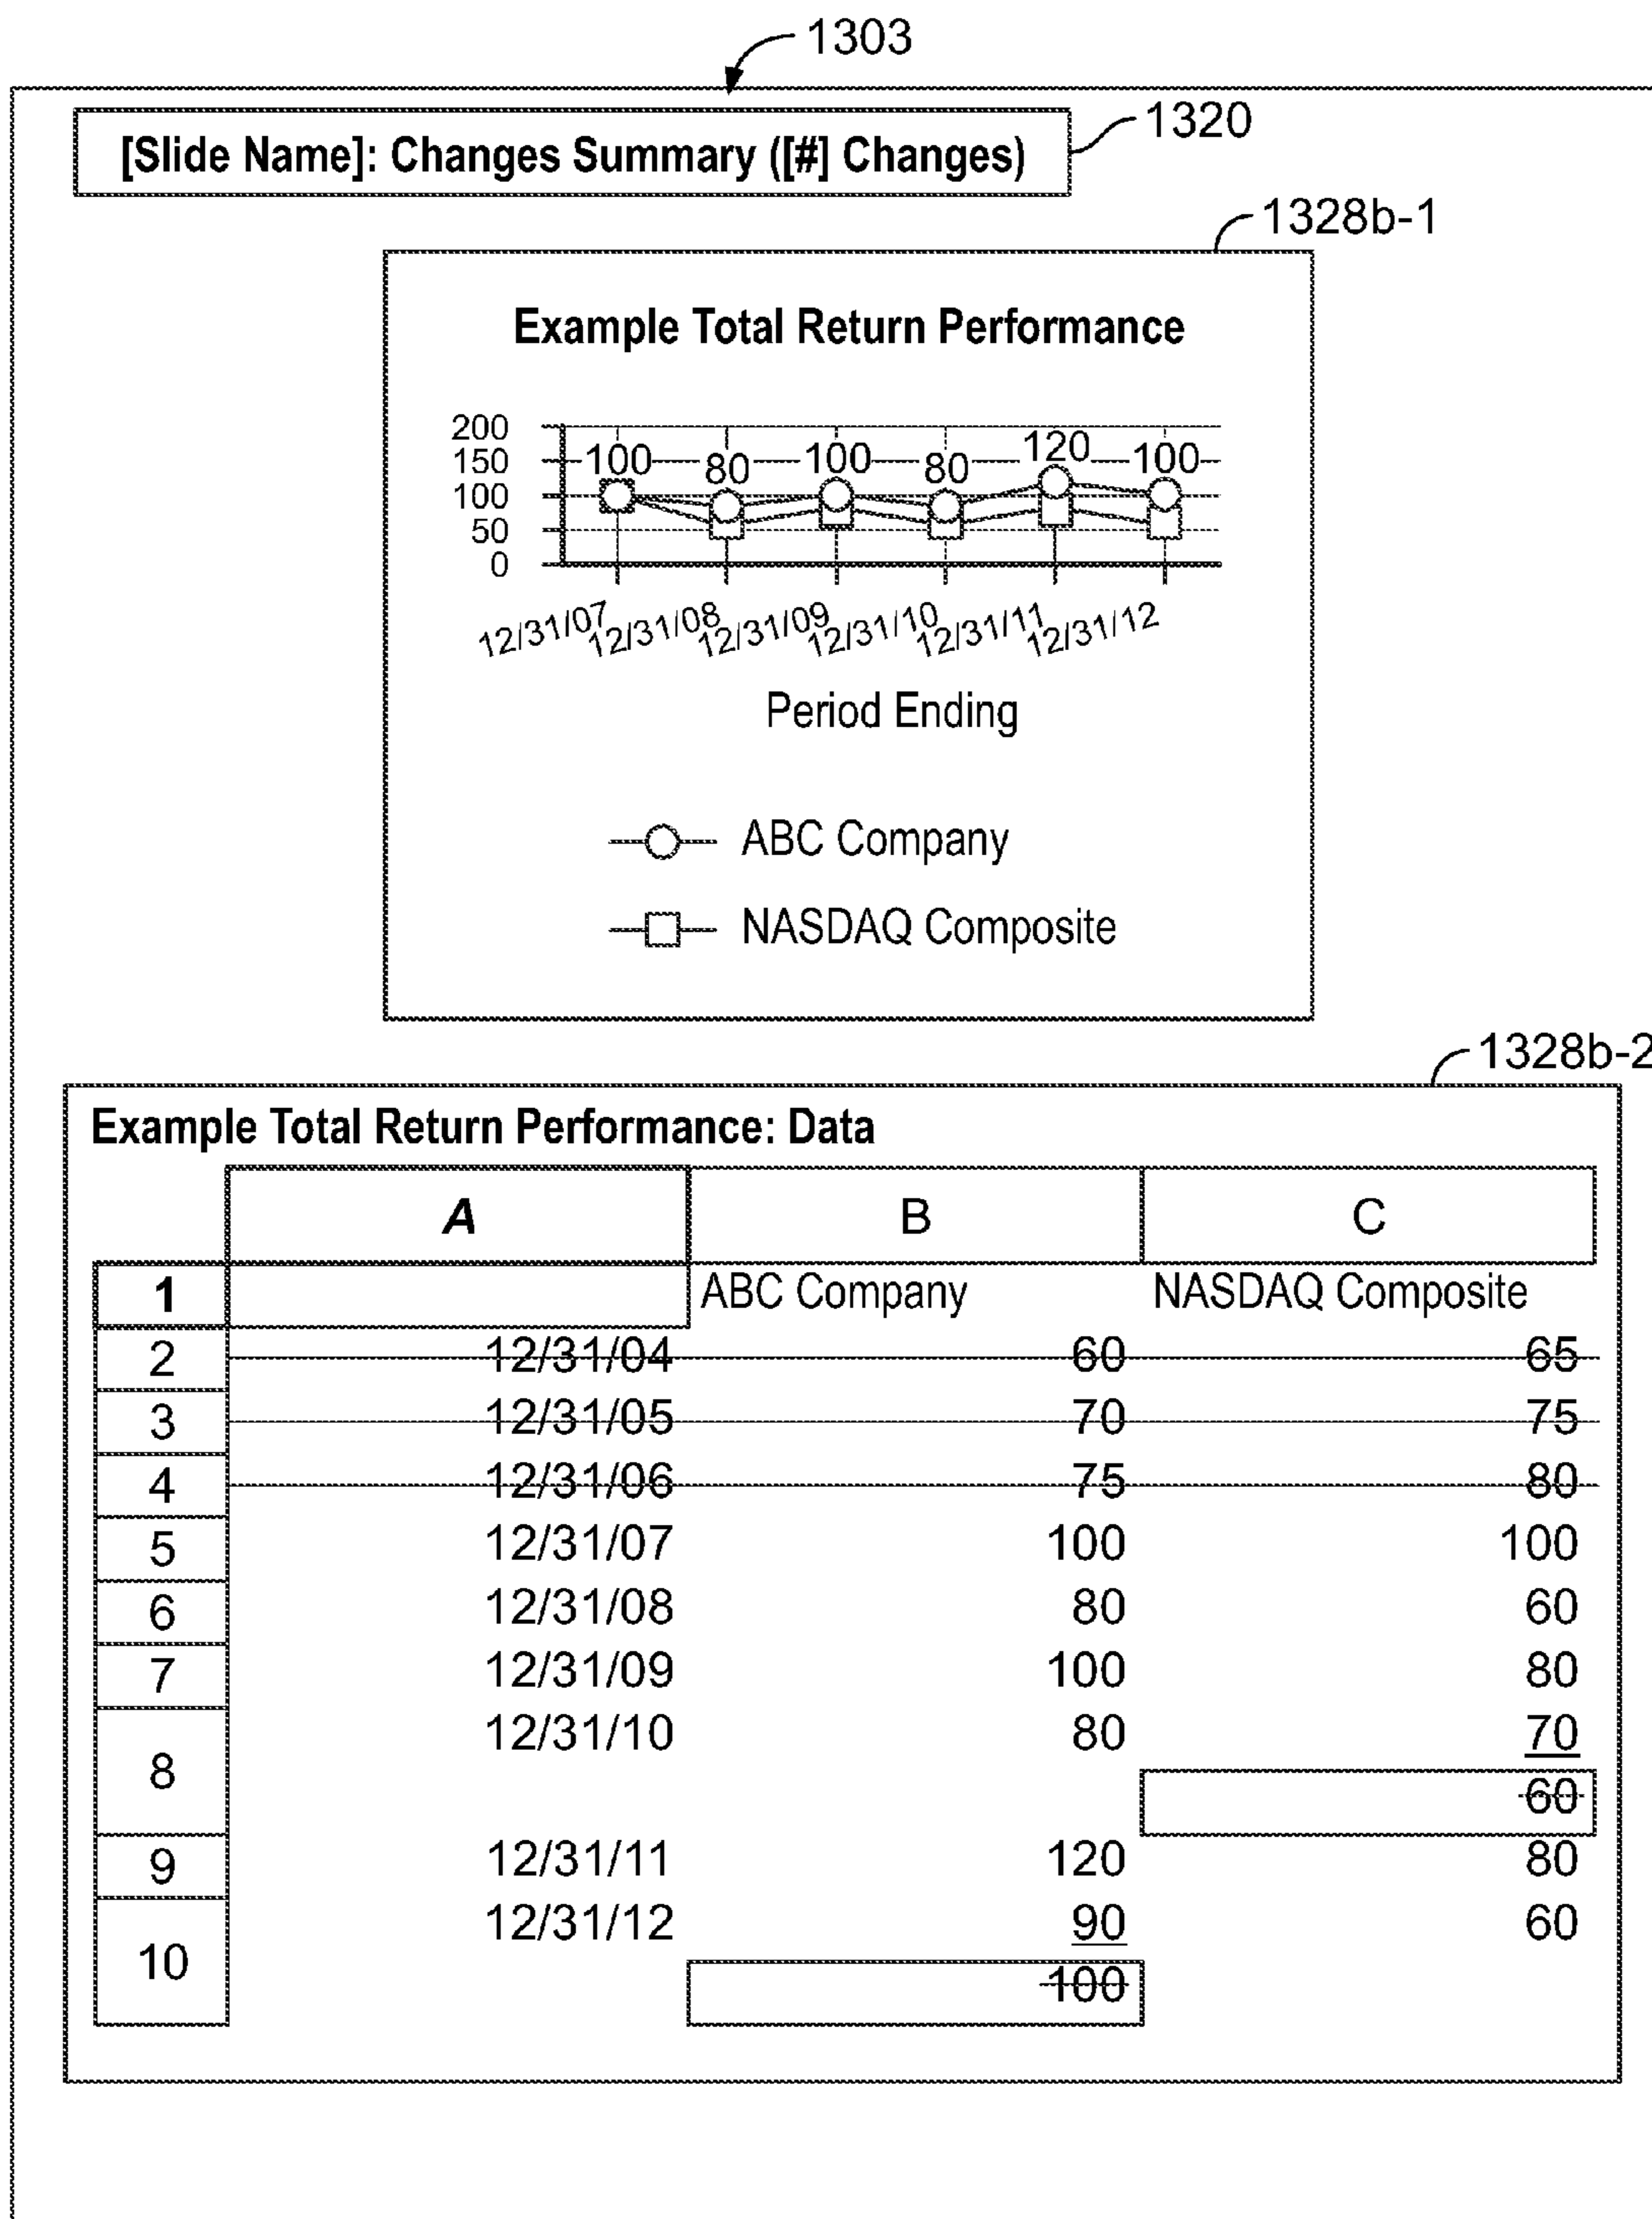 1303
[Slide Name]: Changes Summary ([#] Changes)
1320
1328b-1
Example Total Return Performance
200
150
100
50
0
100 80 100 80 120 100
12/31/07 12/31/08 12/31/09 12/31/10 12/31/11 12/31/12
Period Ending
ABC Company
NASDAQ Composite
1328b-2
Example Total Return Performance: Data
A B C
1 ABC Company NASDAQ Composite
2 12/31/04 60 65
3 12/31/05 70 75
4 12/31/06 75 80
5 12/31/07 100 100
6 12/31/08 80 60
7 12/31/09 100 80
8 12/31/10 80 70
60
9 12/31/11 120 80
10 12/31/12 90 60
100